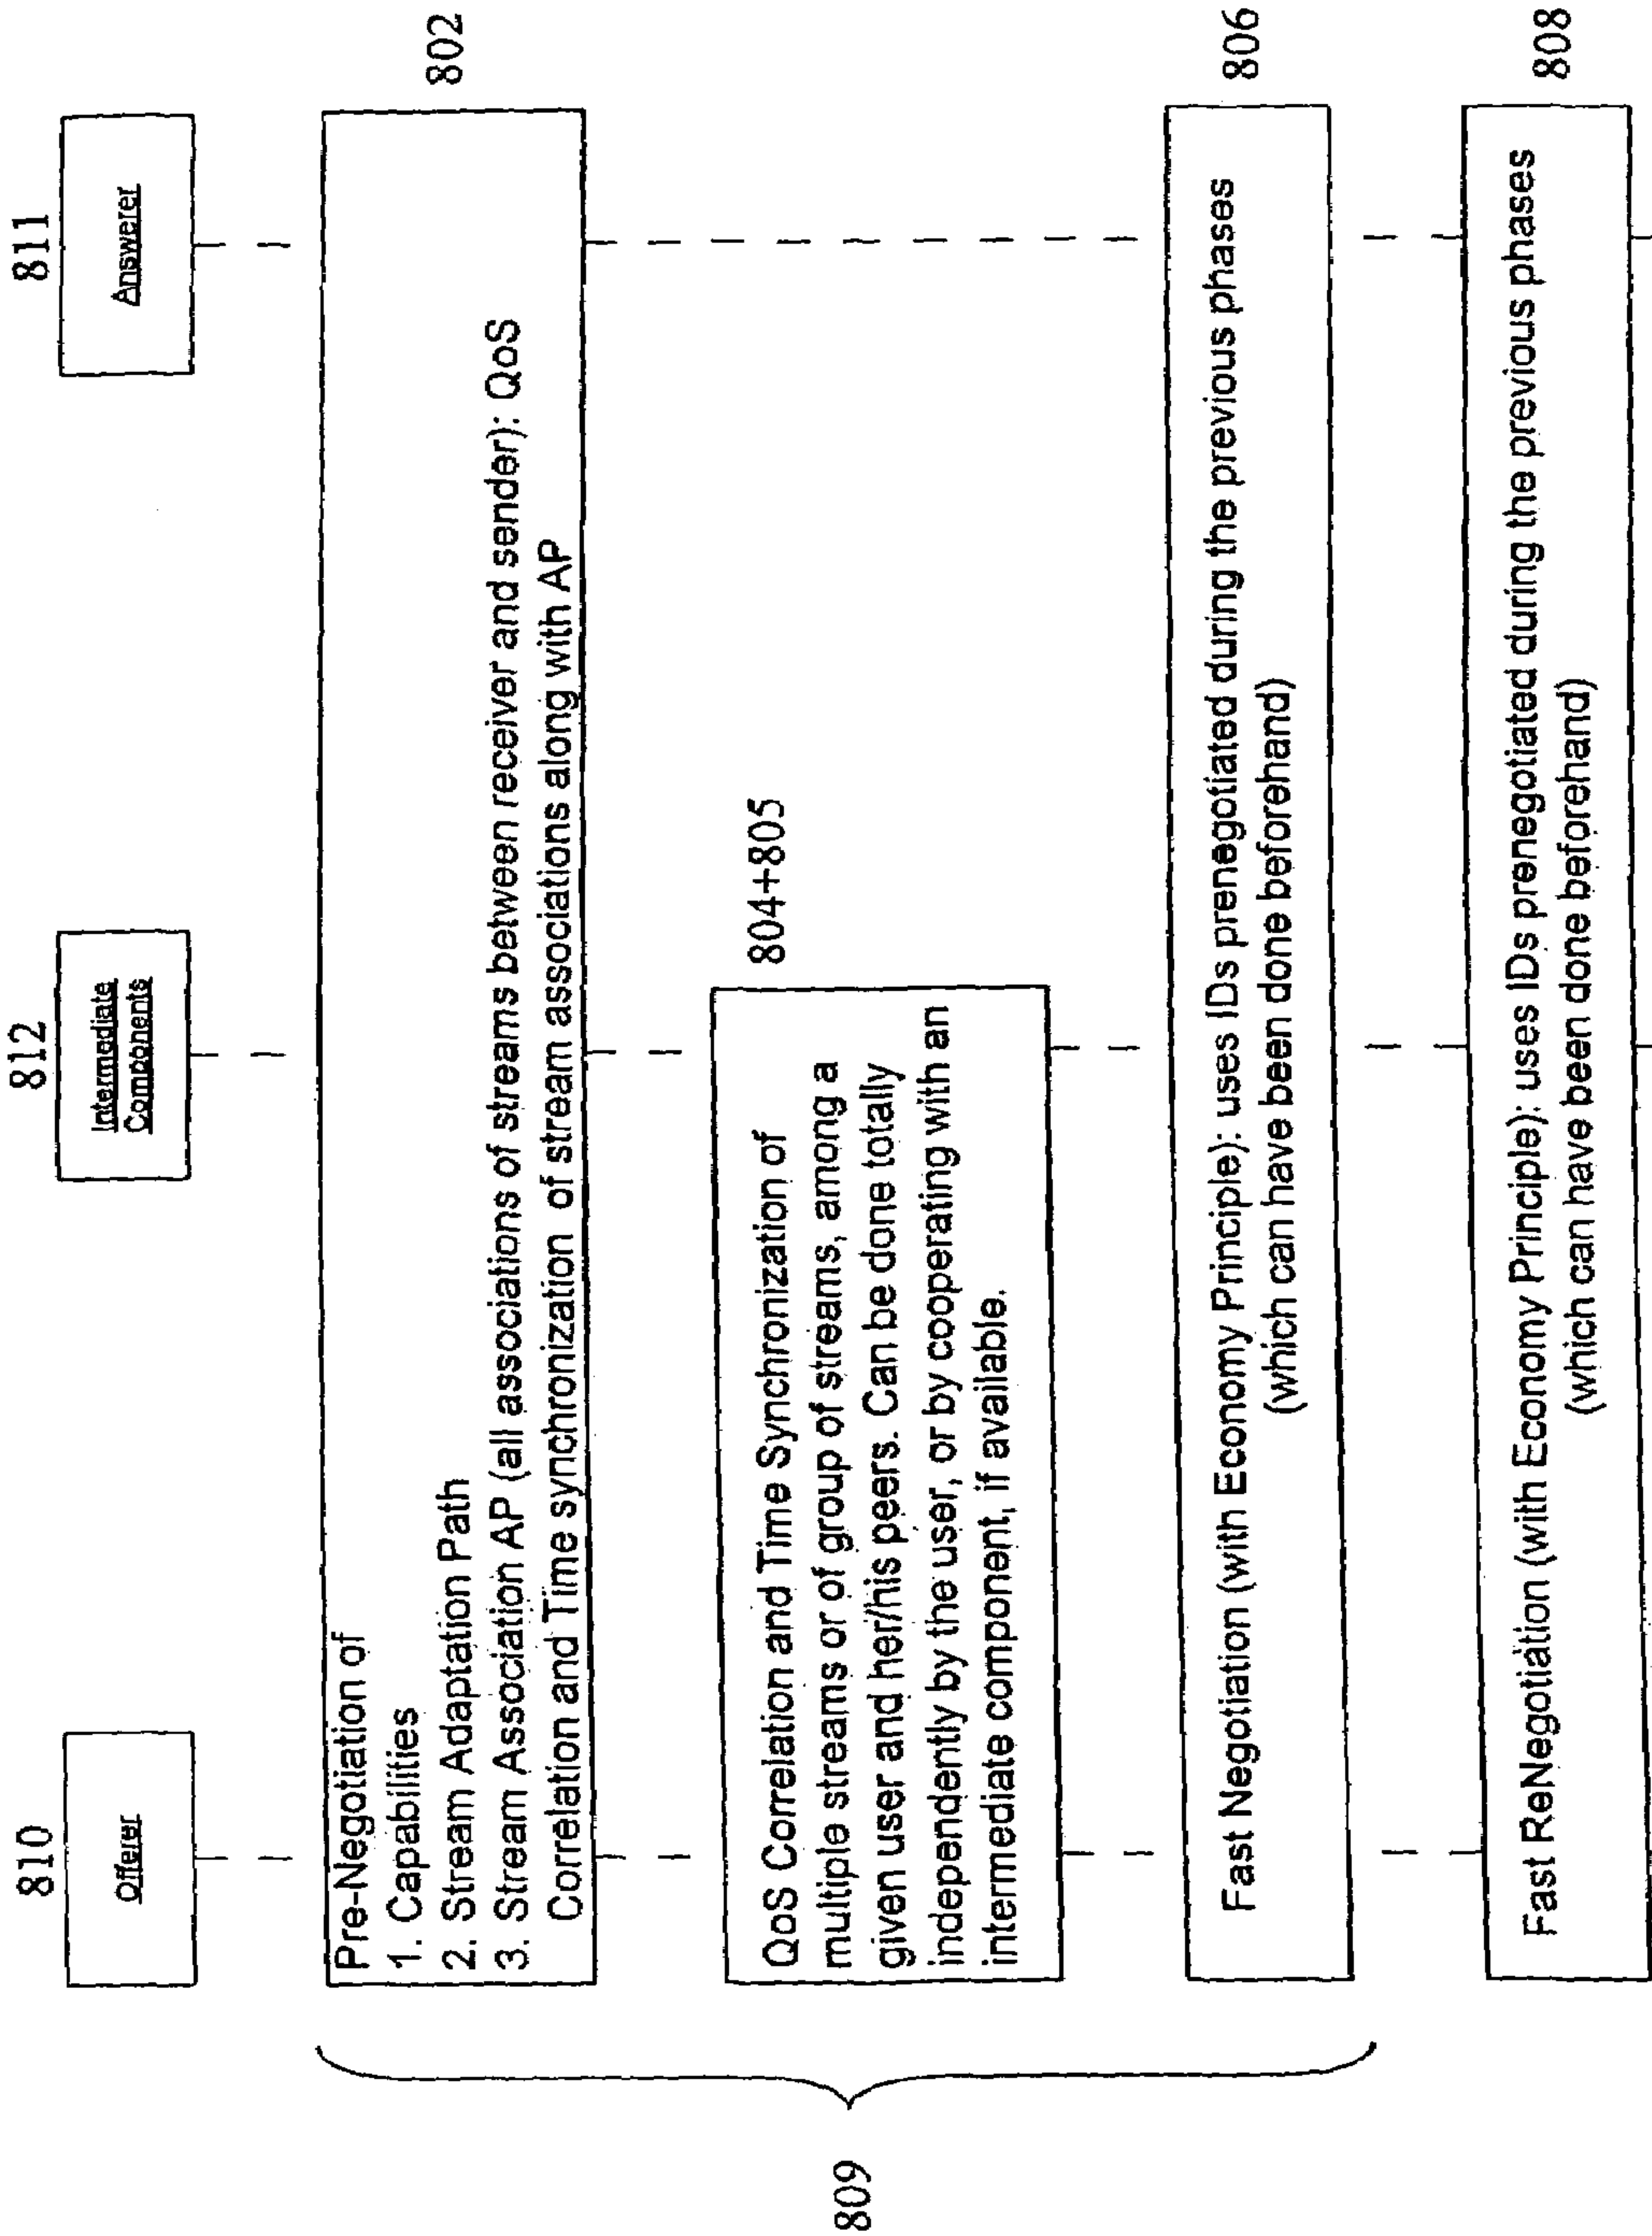 810
812
811
Offerer
Intermediate
Components
Answerer
Pre-Negotiation of
1. Capabilities
2. Stream Adaptation Path
3. Stream Association AP (all associations of streams between receiver and sender): QoS
Correlation and Time synchronization of stream associations along with AP
802
804+805
QoS Correlation and Time Synchronization of
multiple streams or of group of streams, among a
given user and her/his peers. Can be done totally
independently by the user, or by cooperating with an
intermediate component, if available.
809
Fast Negotiation (with Economy Principle): uses IDs prenegotiated during the previous phases
(which can have been done beforehand)
806
Fast ReNegotiation (with Economy Principle): uses IDs prenegotiated during the previous phases
(which can have been done beforehand)
808